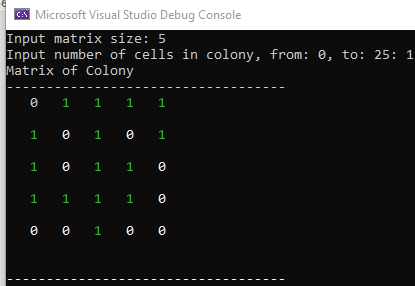 Microsoft Visual Studio Debug Console
Input matrix size: 5
Input number of cells in colony, from: 0, to: 25: 1
Matrix of Colony
-----------------------------------
0 1 1 1 1
1 0 1 0 1
1 0 1 1 0
1 1 1 1 0
0 0 1 0 0
-----------------------------------